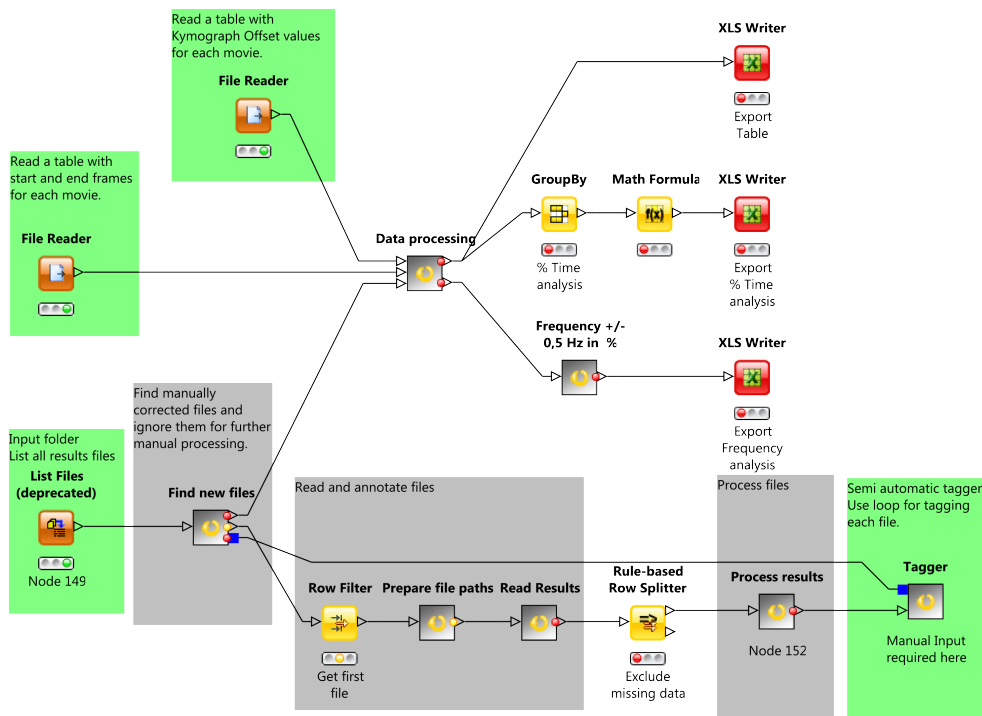 Read a table with
Kymograph Offset values
for each movie.
File Reader
XLS Writer
Export
Table
Read a table with
start and end frames
for each movie.
File Reader
Data processing
GroupBy
% Time
analysis
Math Formula
XLS Writer
Export
% Time
analysis
Frequency +/-
0,5 Hz in %
XLS Writer
Export
Frequency
analysis
Find manually
corrected files and
ignore them for further
manual processing.
Find new files
Input folder
List all results files
List Files
(deprecated)
Node 149
Read and annotate files
Row Filter
Get first
file
Prepare file paths
Read Results
Rule-based
Row Splitter
Exclude
missing data
Process files
Process results
Node 152
Semi automatic tagger
Use loop for tagging
each file.
Tagger
Manual Input
required here